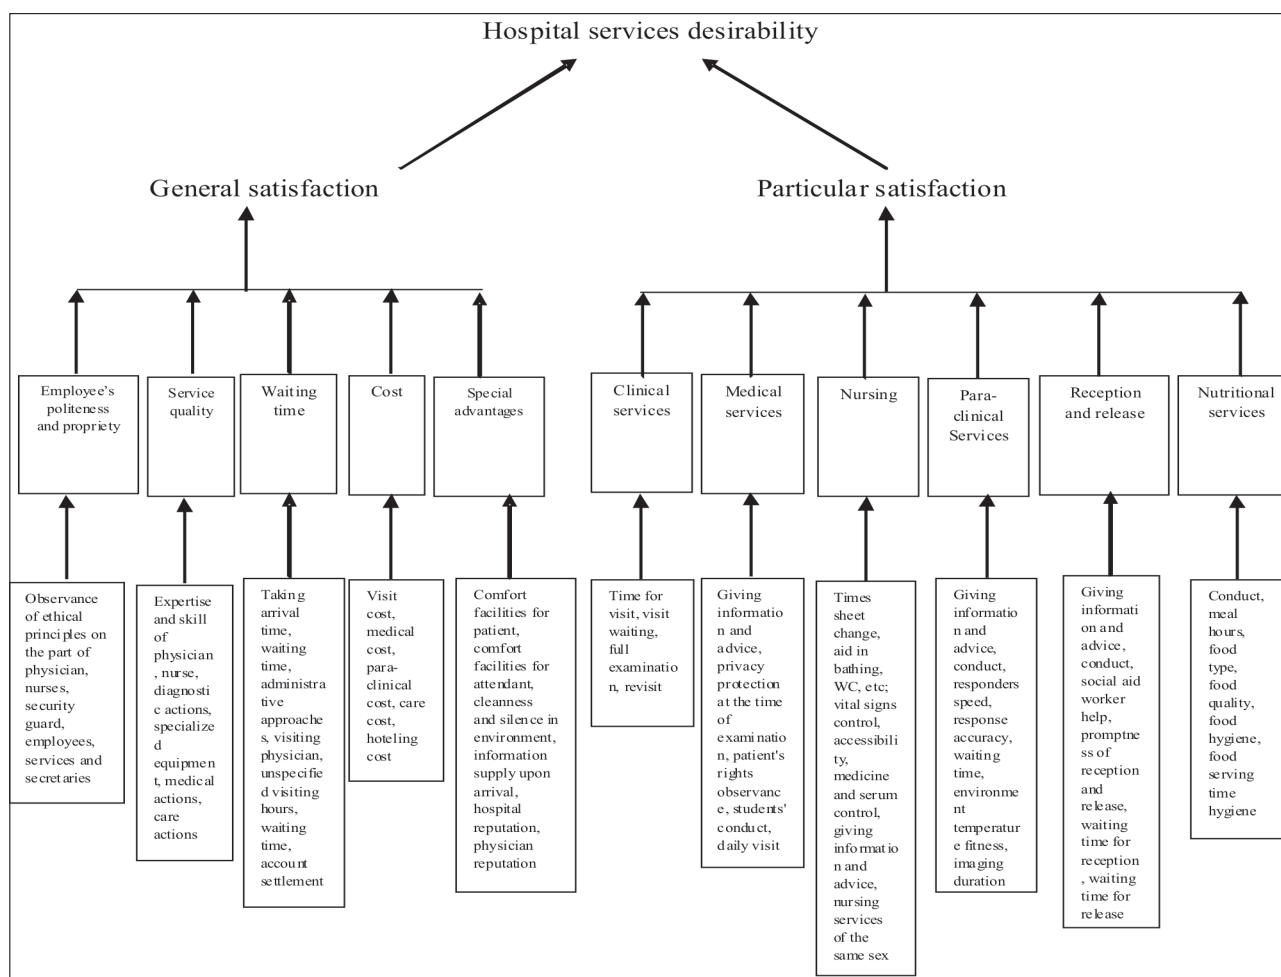 Hospital services desirability
General satisfaction
Particular satisfaction
Employee's
politeness
and propriety
Service
quality
Waiting
time
Cost
Special
advantages
Clinical
services
Medical
services
Nursing
Para-
clinical
Services
Reception
and release
Nutritional
services
Observance
of ethical
principles on
the part of
physician,
nurses,
security
guard,
employees,
services and
secretaries
Expertise
and skill of
physician
, nurse,
diagnosti
c actions,
specialize
d
equipmen
t, medical
actions,
care
actions
Taking
arrival
time,
waiting
time,
administra
tive
approache
s, visiting
physician,
unspecifie
d visiting
hours,
waiting
time,
account
settlement
Visit
cost,
medical
cost,
para-
clinical
cost, care
cost,
hoteling
cost
Comfort
facilities for
patient,
comfort
facilities for
attendant,
cleanness
and silence in
environment,
information
supply upon
arrival,
hospital
reputation,
physician
reputation
Time for
visit, visit
waiting,
full
examinatio
n, revisit
Giving
informatio
n and
advice,
privacy
protection
at the time
of
examinatio
n, patient's
rights
observanc
e, students'
conduct,
daily visit
Times
sheet
change,
aid in
bathing,
WC, etc;
vital signs
control,
accessibili
ty,
medicine
and serum
control,
giving
informatio
n and
advice,
nursing
services
of the
same sex
Giving
informatio
n and
advice,
conduct,
responders
speed,
response
accuracy,
waiting
time,
environme
nt
temperatur
e fitness,
imaging
duration
Giving
informati
on and
advice,
conduct,
social aid
worker
help,
promptne
ss of
reception
and
release,
waiting
time for
reception
, waiting
time for
release
Conduct,
meal
hours,
food
type,
food
quality,
food
hygiene,
food
serving
time
hygiene